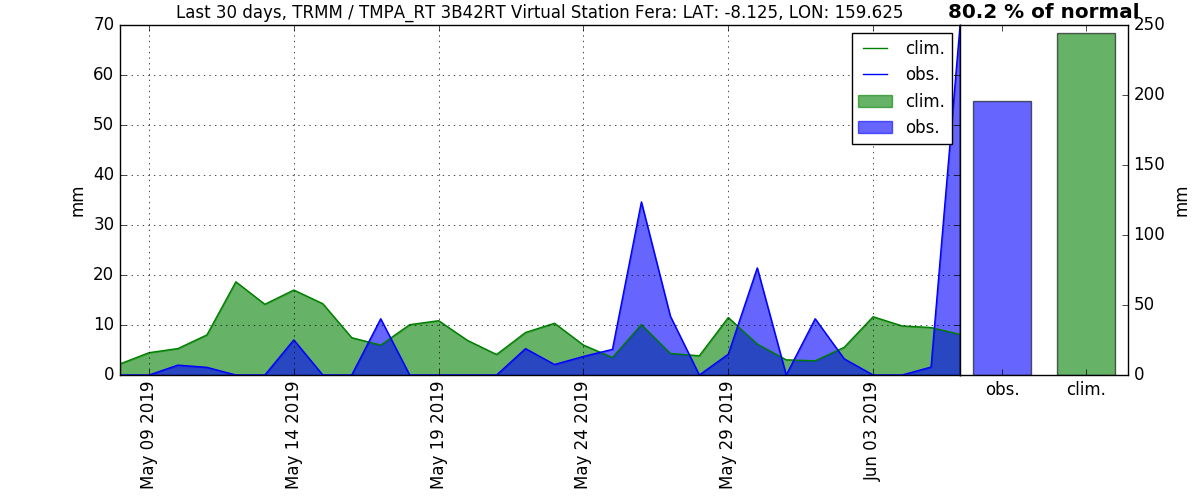 Last 30 days, TRMM / TMPA_RT 3B42RT Virtual Station Fera: LAT: -8.125, LON: 159.625
80.2 % of normal
70
60
50
40
30
20
10
0
mm
clim.
obs.
clim.
obs.
250
200
150
100
50
0
mm
obs.
clim.
May 09 2019
May 14 2019
May 19 2019
May 24 2019
May 29 2019
Jun 03 2019